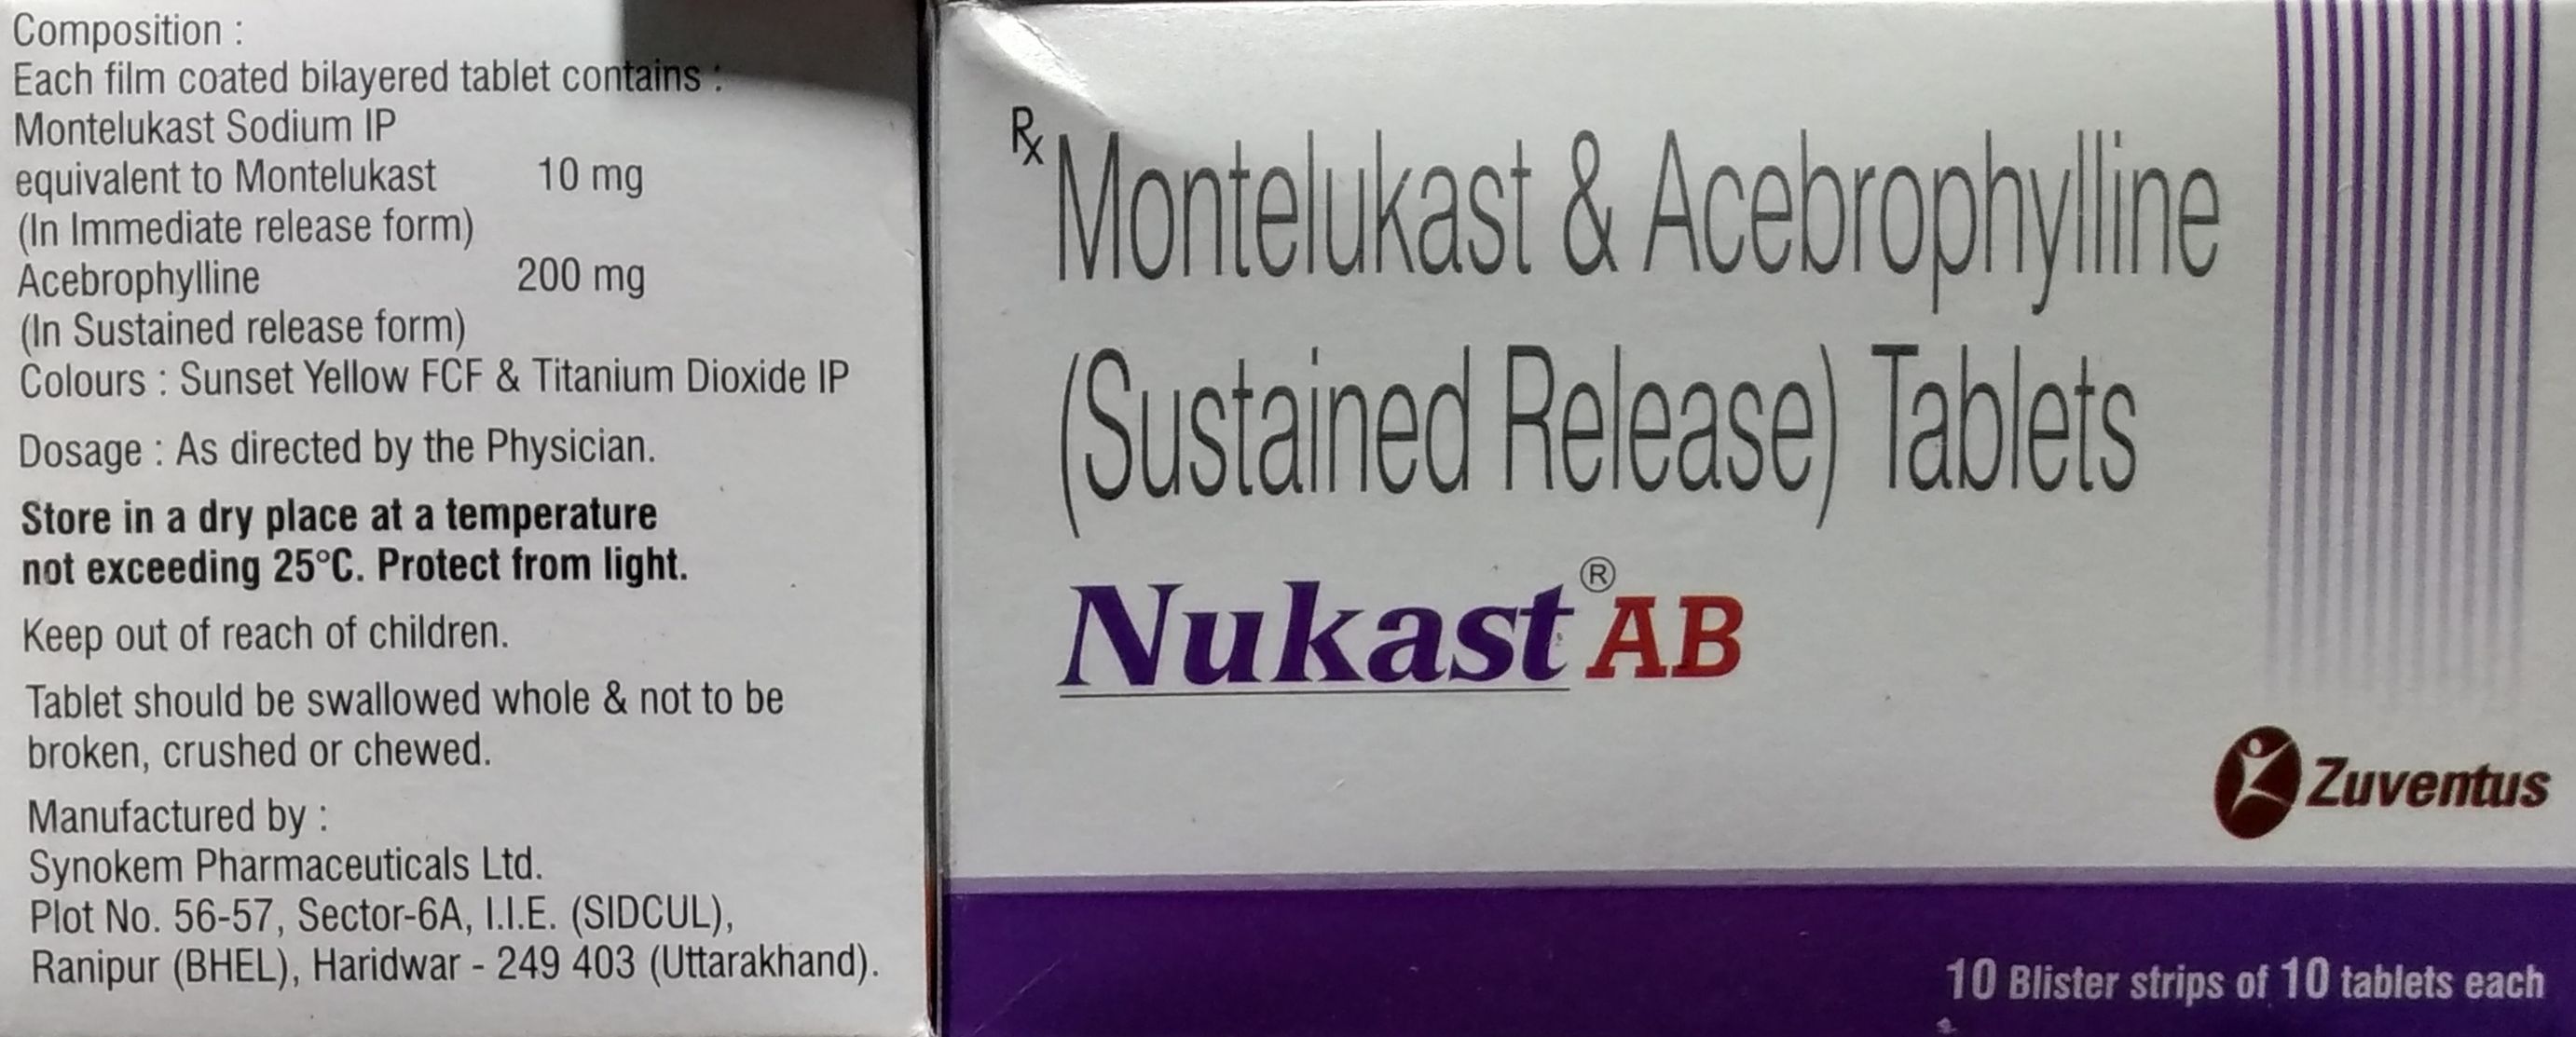 Composition :
Each film coated bilayered tablet contains :
Montelukast Sodium IP
equivalent to Montelukast 10 mg
(In Immediate release form)
Acebrophylline 200 mg
(In Sustained release form)
Colours : Sunset Yellow FCF & Titanium Dioxide IP
Dosage : As directed by the Physician.
Store in a dry place at a temperature
not exceeding 25°C. Protect from light.
Keep out of reach of children.
Tablet should be swallowed whole & not to be
broken, crushed or chewed.
Manufactured by :
Synokem Pharmaceuticals Ltd.
Plot No. 56-57, Sector-6A, I.I.E. (SIDCUL),
Ranipur (BHEL), Haridwar - 249 403 (Uttarakhand).
Rx Montelukast & Acebrophylline
(Sustained Release) Tablets
Nukast® AB
Zuventus
10 Blister strips of 10 tablets each